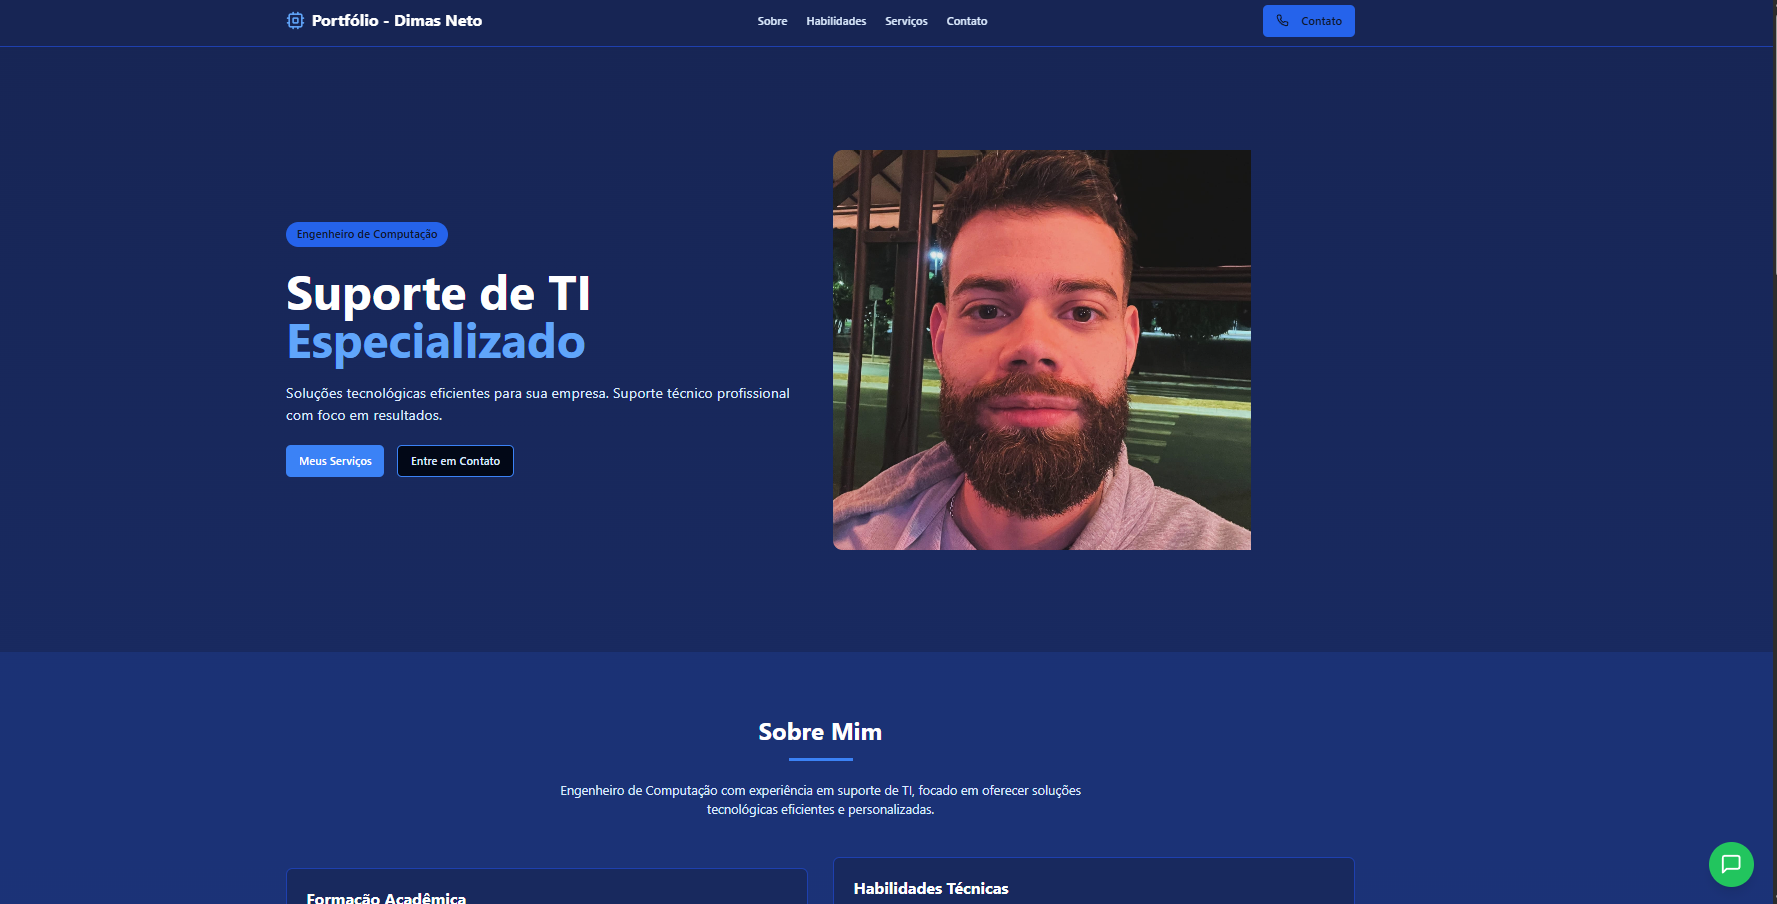 Portfólio - Dimas Neto
Sobre
Habilidades
Serviços
Contato
Contato
Engenheiro de Computação
Suporte de TI
Especializado
Soluções tecnológicas eficientes para sua empresa. Suporte técnico profissional
com foco em resultados.
Meus Serviços
Entre em Contato
Sobre Mim
Engenheiro de Computação com experiência em suporte de TI, focado em oferecer soluções
tecnológicas eficientes e personalizadas.
Formação Acadêmica
Habilidades Técnicas